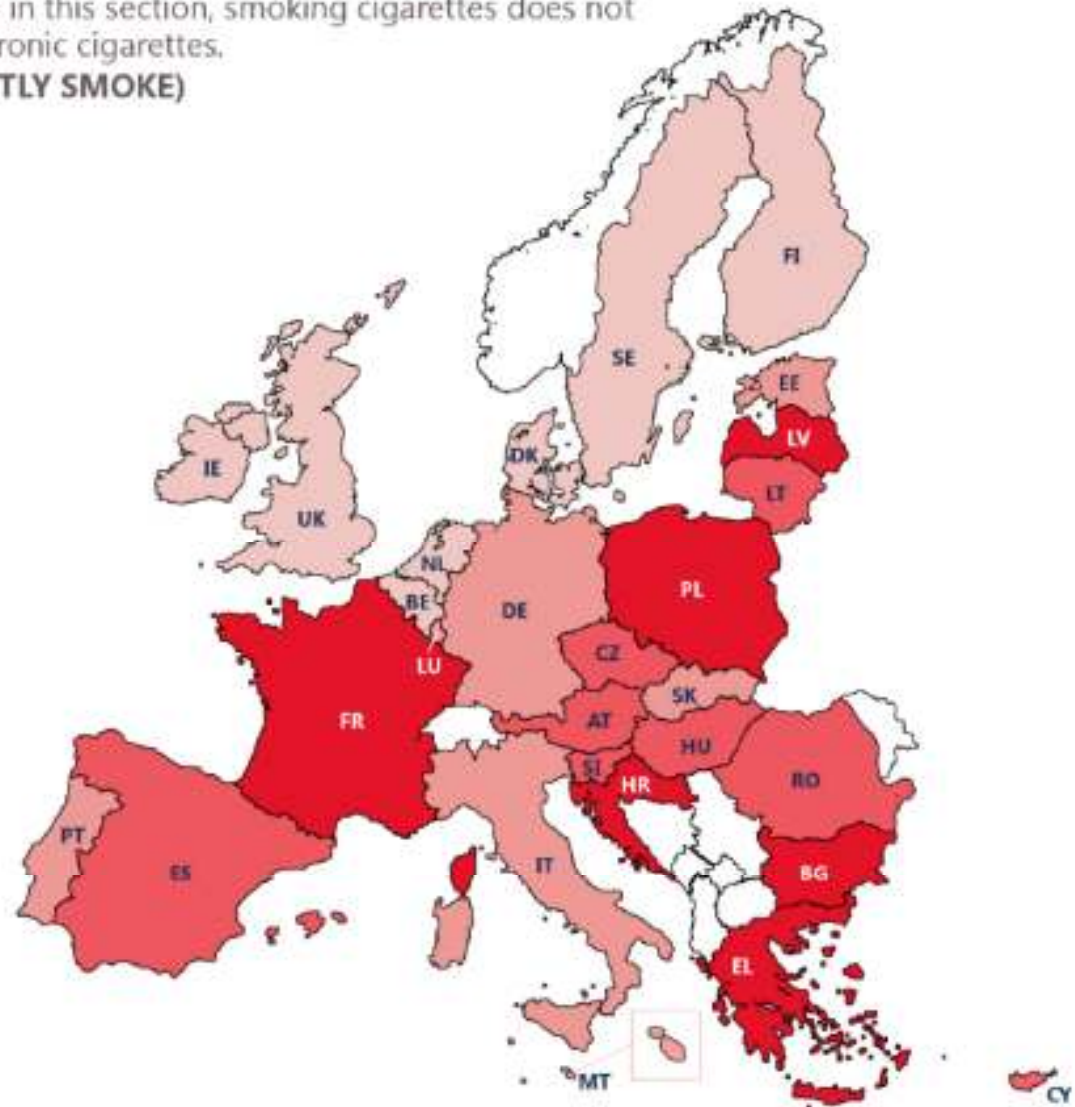 in this section, smoking cigarettes does not
ronic cigarettes.
TLY SMOKE)
FI
SE
EE
LV
DK
IE
LT
UK
NL
PL
BE
DE
CZ
LU
SK
FR
AT
HU
SI
HR
RO
PT
IT
ES
BG
EL
MT
CY